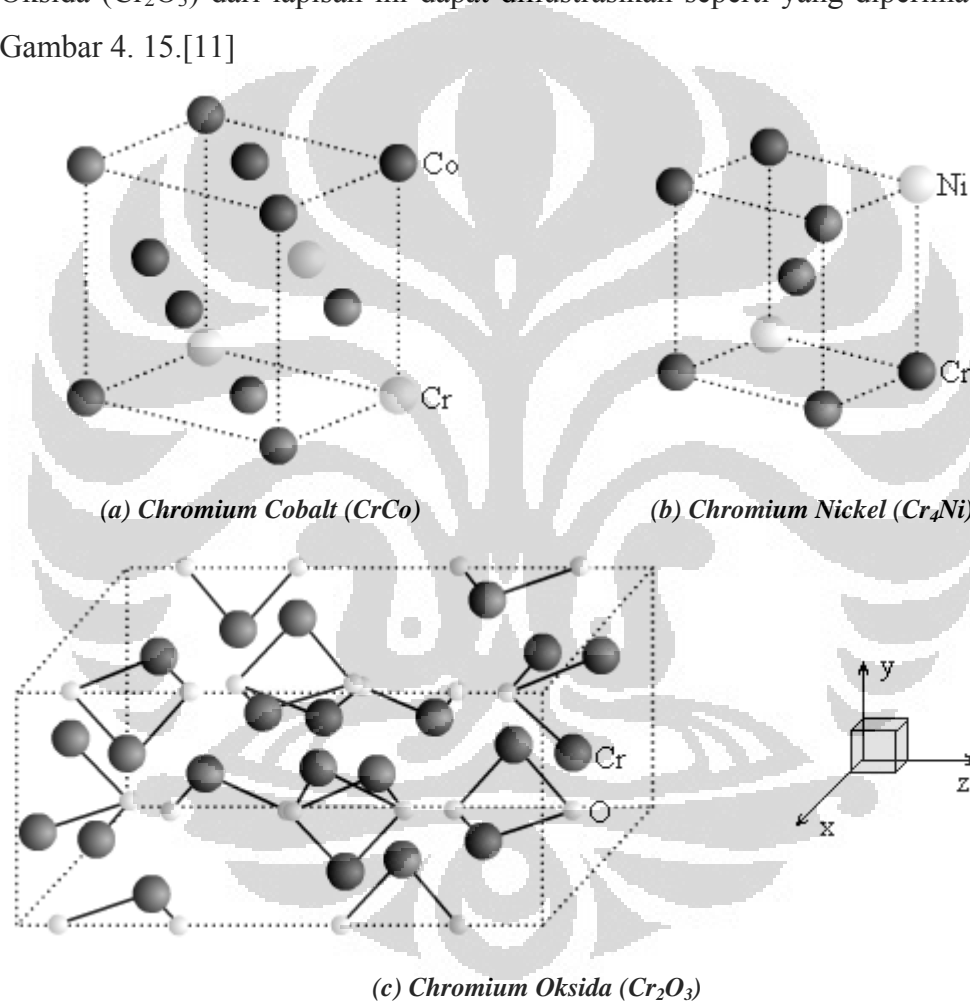 Oksida (Cr₂O₃) dari lapisan ini dapat diilustrasikan seperti yang
Gambar 4. 15.[11]
Co
Ni
Cr
Cr
(a) Chromium Cobalt (CrCo)
(b) Chromium Nickel (Cr₄Ni)
y
Cr
z
O
x
(c) Chromium Oksida (Cr₂O₃)